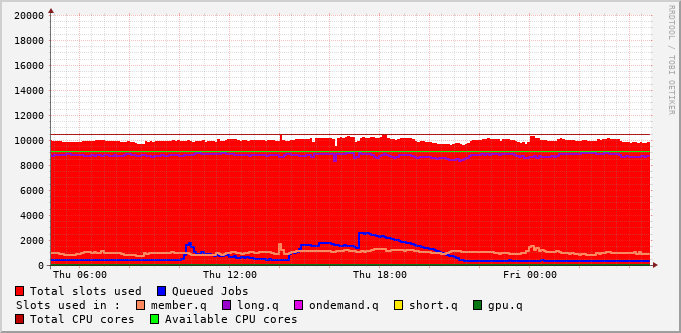 20000
18000
16000
14000
12000
10000
8000
6000
4000
2000
0
Thu 06:00 Thu 12:00 Thu 18:00 Fri 00:00
RRDTOOL / TOBI OETIKER
Total slots used Queued Jobs
Slots used in : member.q long.q ondemand.q short.q gpu.q
Total CPU cores Available CPU cores